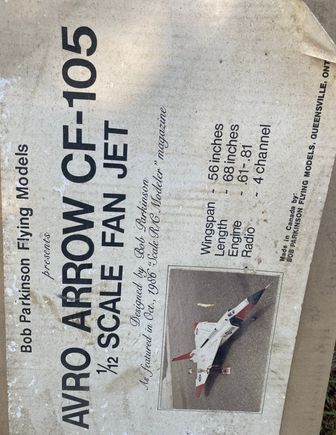 Bob Parkinson Flying Models
presents
AVRO ARROW CF-105
1/12 SCALE FAN JET
Designed by Bob Parkinson
As featured in Oct., 1986 "Scale R/C Modeler" magazine
Wingspan - 56 inches
Length - 88 inches
Engine - .61-.81
Radio - 4 channel
Made in Canada by
BOB PARKINSON FLYING MODELS, QUEENSVILLE, ONT